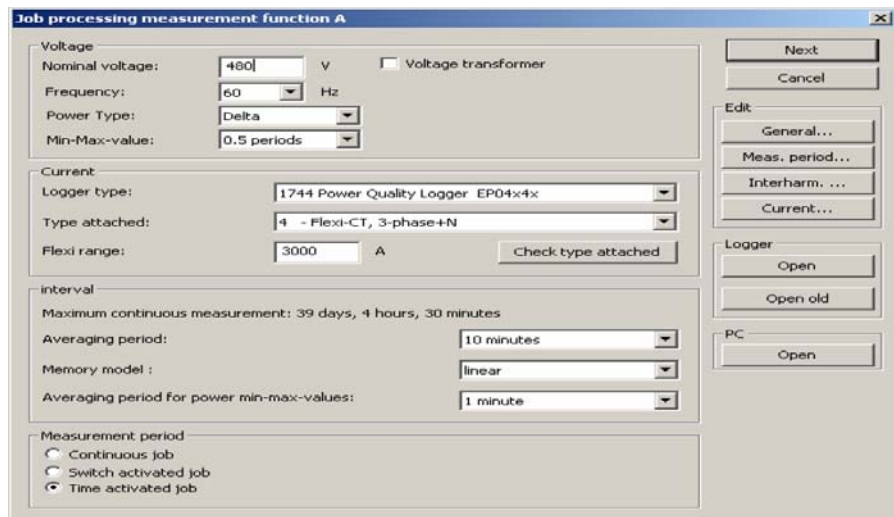 Job processing measurement function A
Voltage
Nominal voltage: 480 V Voltage transformer
Frequency: 60 Hz
Power Type: Delta
Min-Max-value: 0.5 periods
Current
Logger type: 1744 Power Quality Logger EP04x4x
Type attached: 4 - Flexi-CT, 3-phase+N
Flexi range: 3000 A Check type attached
interval
Maximum continuous measurement: 39 days, 4 hours, 30 minutes
Averaging period: 10 minutes
Memory model : linear
Averaging period for power min-max-values: 1 minute
Measurement period
Continuous job
Switch activated job
Time activated job
Next
Cancel
Edit
General...
Meas. period...
Interharm. ...
Current...
Logger
Open
Open old
PC
Open